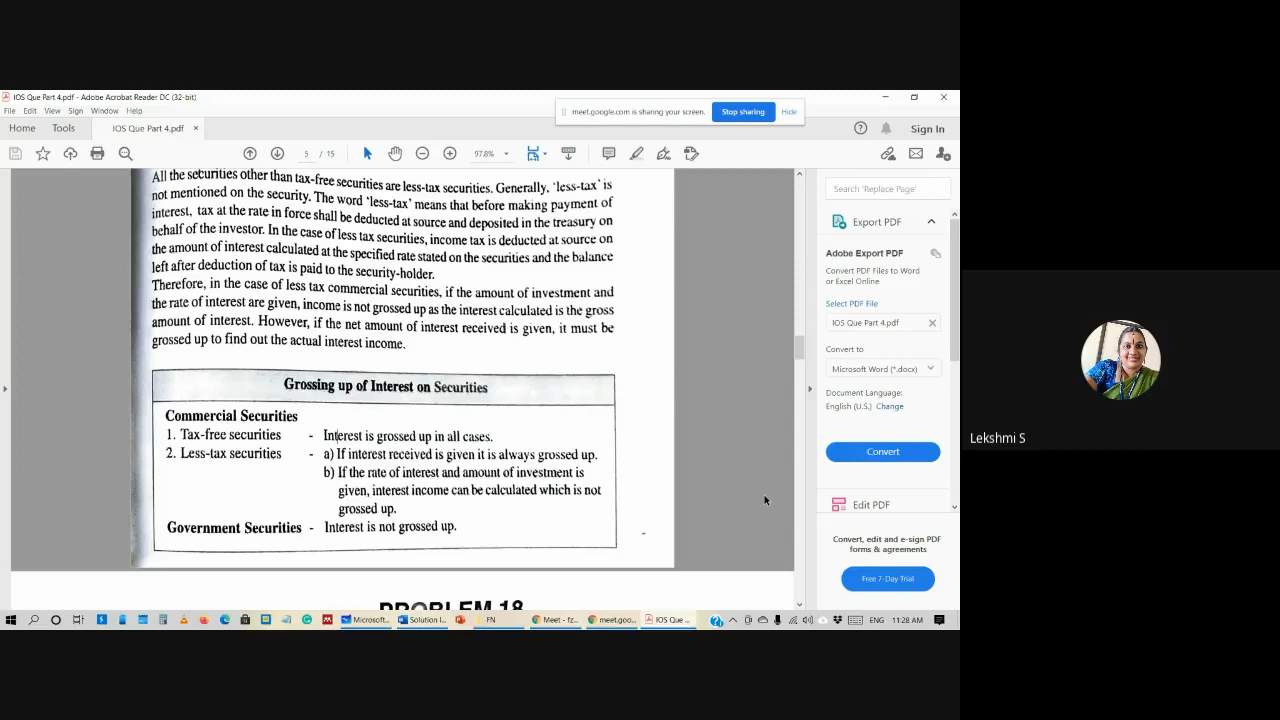 IOS Que Part 4.pdf - Adobe Acrobat Reader DC (32-bit)
File Edit View Sign Window Help
meet.google.com is sharing your screen. Stop sharing Hide
Home Tools IOS Que Part 4.pdf × Sign In
5 / 15 97.8%
All the securities other than tax-free securities are less-tax securities. Generally, 'less-tax' is
not mentioned on the security. The word 'less-tax' means that before making payment of
interest, tax at the rate in force shall be deducted at source and deposited in the treasury on
behalf of the investor. In the case of less tax securities, income tax is deducted at source on
the amount of interest calculated at the specified rate stated on the securities and the balance
left after deduction of tax is paid to the security-holder.
Therefore, in the case of less tax commercial securities, if the amount of investment and
the rate of interest are given, income is not grossed up as the interest calculated is the gross
amount of interest. However, if the net amount of interest received is given, it must be
grossed up to find out the actual interest income.
Grossing up of Interest on Securities
Commercial Securities
1. Tax-free securities - Interest is grossed up in all cases.
2. Less-tax securities - a) If interest received is given it is always grossed up.
b) If the rate of interest and amount of investment is
given, interest income can be calculated which is not
grossed up.
Government Securities - Interest is not grossed up.
PROBLEM 18
Search 'Replace Page'
Export PDF
Adobe Export PDF
Convert PDF Files to Word
or Excel Online
Select PDF File
IOS Que Part 4.pdf
Convert to
Microsoft Word (*.docx)
Document Language:
English (U.S.) Change
Convert
Edit PDF
Convert, edit and e-sign PDF
forms & agreements
Free 7-Day Trial
Microsoft... Solution I... FN Meet - fz... meet.goo... IOS Que ... ENG 11:28 AM
Lekshmi S